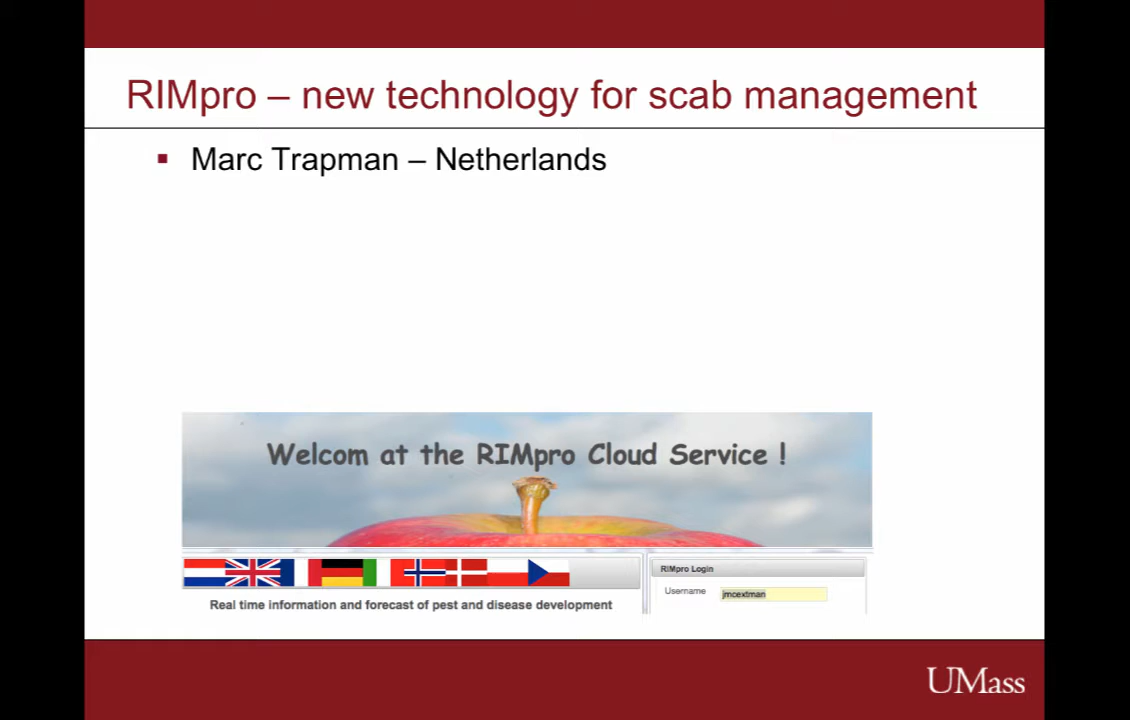 RIMpro – new technology for scab management
▪ Marc Trapman – Netherlands
Welcom at the RIMpro Cloud Service !
RIMpro Login
Username jmcextman
Real time information and forecast of pest and disease development
UMass